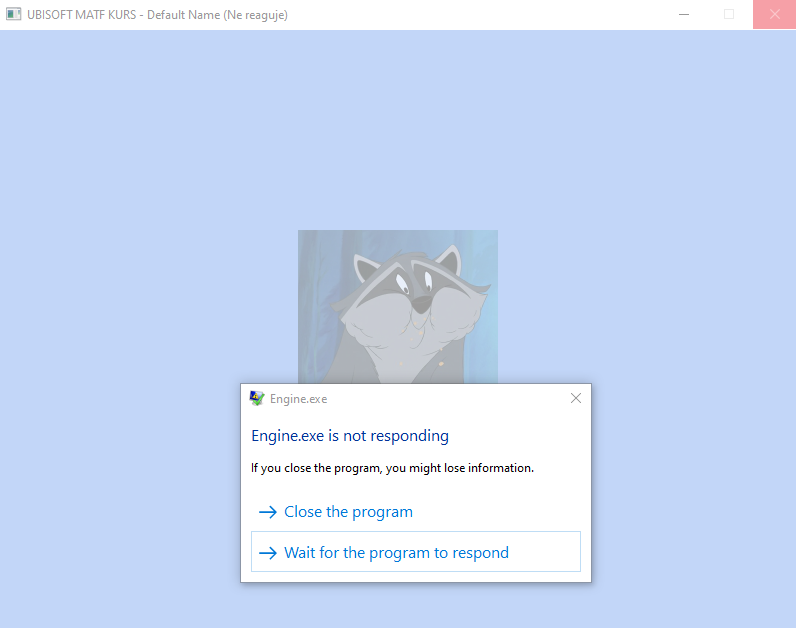 UBISOFT MATF KURS - Default Name (Ne reaguje)
Engine.exe
Engine.exe is not responding
If you close the program, you might lose information.
Close the program
Wait for the program to respond